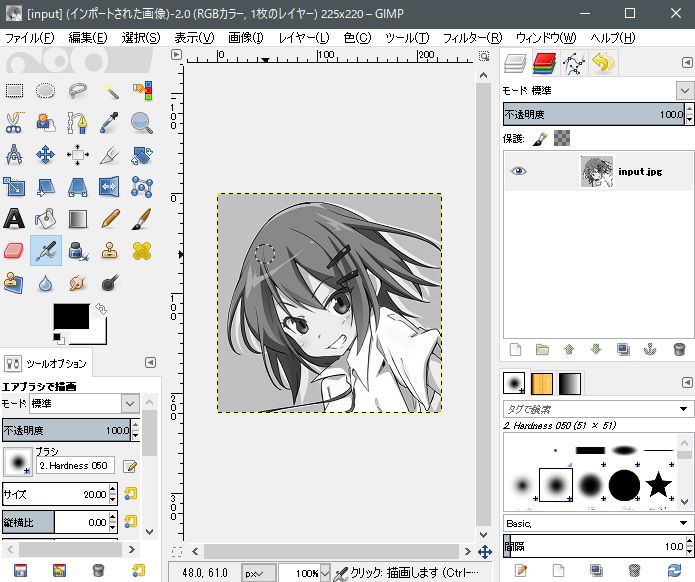 [input] (インポートされた画像)-2.0 (RGBカラー, 1枚のレイヤー) 225x220 – GIMP
ファイル(F) 編集(E) 選択(S) 表示(V) 画像(I) レイヤー(L) 色(C) ツール(T) フィルター(R) ウィンドウ(W) ヘルプ(H)
0 100 200
100
0
100
200
300
モード 標準
不透明度 100.0
保護:
input.jpg
ツールオプション
エアブラシで描画
モード: 標準
不透明度 100.0
ブラシ
2. Hardness 050
サイズ 20.00
縦横比 0.00
タグで検索
2. Hardness 050 (51 × 51)
Basic,
間隔 10.0
48.0, 61.0 px 100% クリック: 描画します (Ctrl…